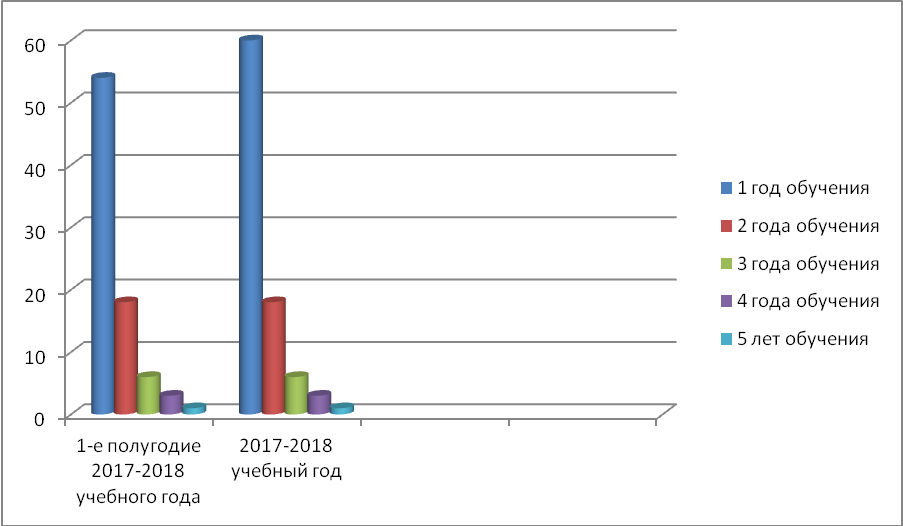 60
50
40
30
20
10
0
1-е полугодие
2017-2018
учебного года
2017-2018
учебный год
1 год обучения
2 года обучения
3 года обучения
4 года обучения
5 лет обучения